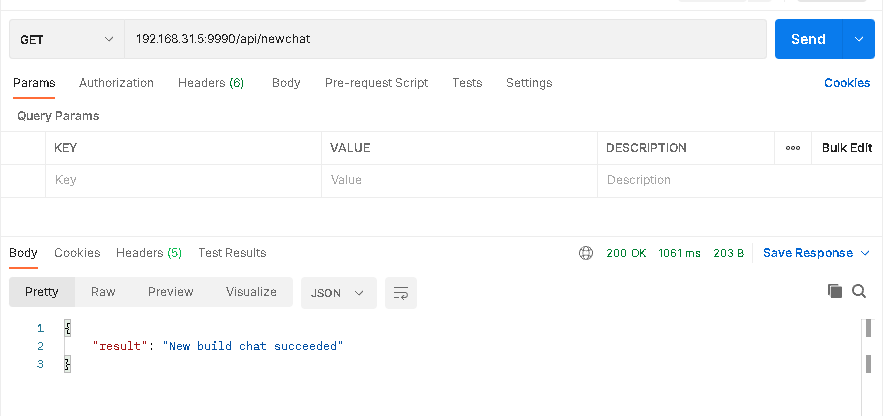 GET 192.168.31.5:9990/api/newchat Send
Params Authorization Headers (6) Body Pre-request Script Tests Settings Cookies
Query Params
KEY VALUE DESCRIPTION ooo Bulk Edit
Key Value Description
Body Cookies Headers (5) Test Results 200 OK 1061 ms 203 B Save Response
Pretty Raw Preview Visualize JSON
1 {
2 "result": "New build chat succeeded"
3 }